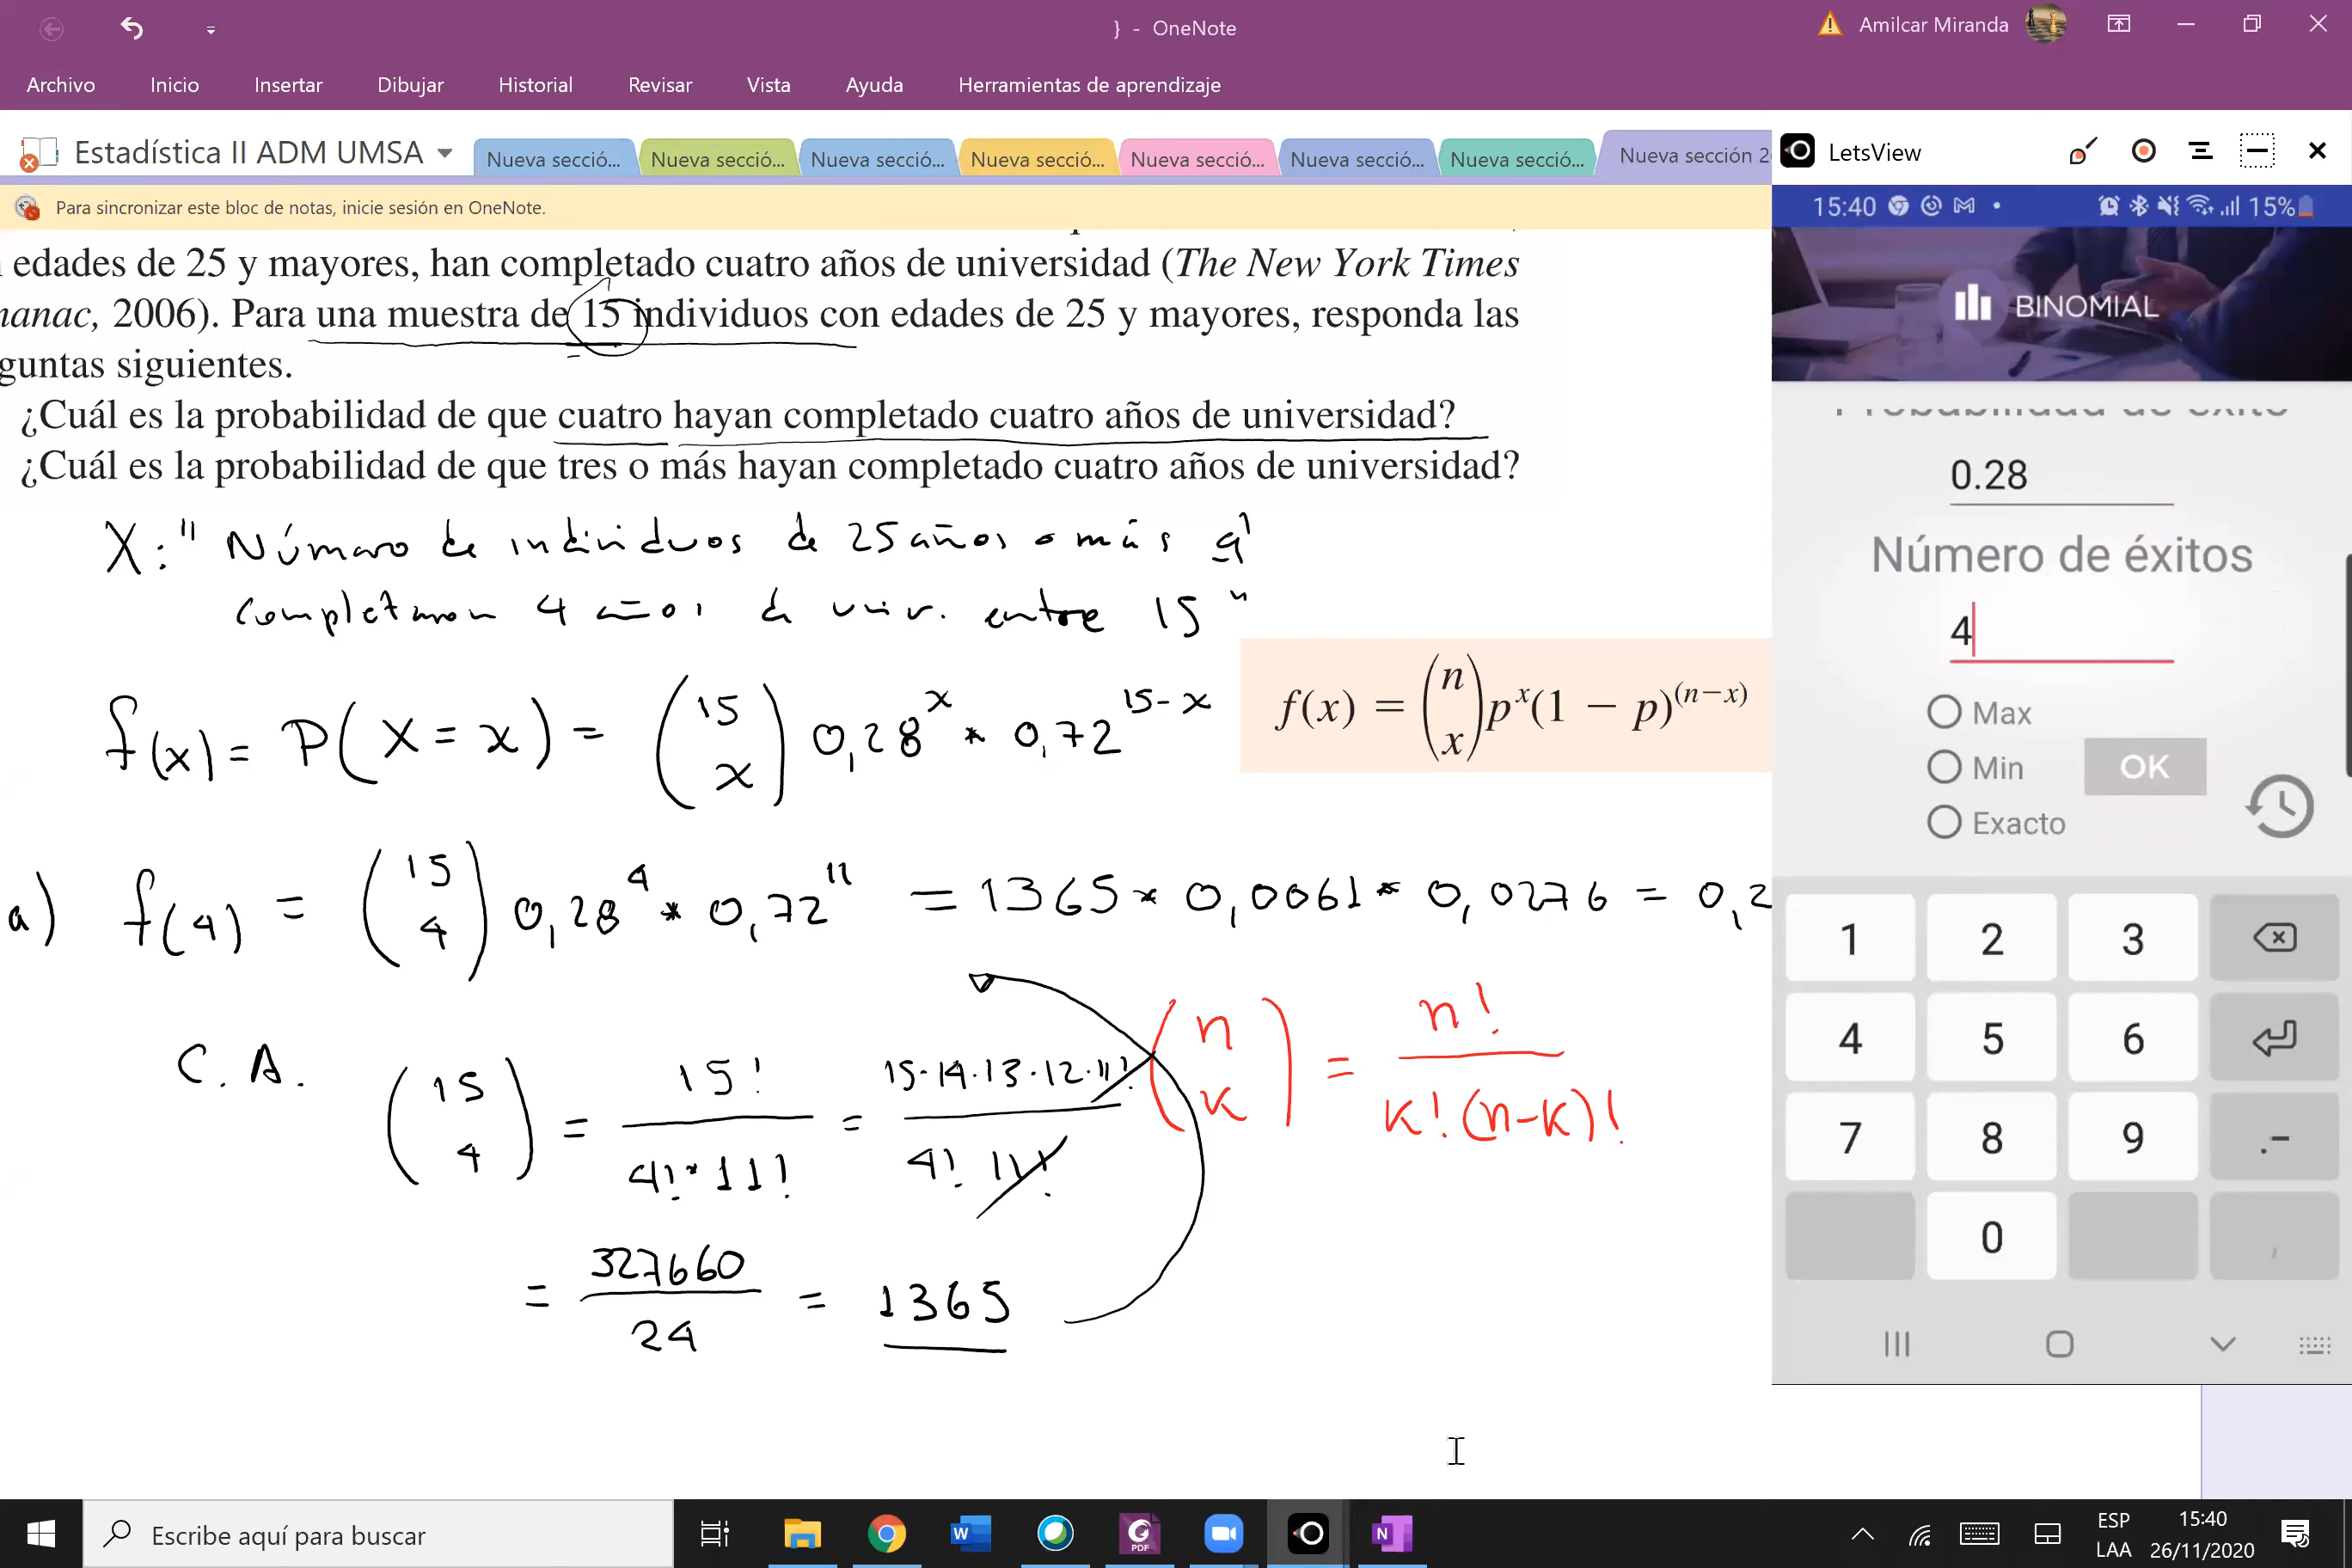 } - OneNote
Amilcar Miranda
Archivo Inicio Insertar Dibujar Historial Revisar Vista Ayuda Herramientas de aprendizaje
Estadística II ADM UMSA
Nueva secció... Nueva secció... Nueva secció... Nueva secció... Nueva secció... Nueva secció... Nueva secció... Nueva sección 2
Para sincronizar este bloc de notas, inicie sesión en OneNote.
edades de 25 y mayores, han completado cuatro años de universidad (The New York Times
manac, 2006). Para una muestra de 15 individuos con edades de 25 y mayores, responda las
guntas siguientes.
¿Cuál es la probabilidad de que cuatro hayan completado cuatro años de universidad?
¿Cuál es la probabilidad de que tres o más hayan completado cuatro años de universidad?
X: " Número de individuos de 25 años o más q'
completaron 4 años de univ. entre 15 "
f(x) = P(X = x) = (15 x) 0,28^x * 0,72^15-x
f(x) = (n x) p^x (1 − p)^(n−x)
a) f(4) = (15 4) 0,28^4 * 0,72^11 = 1365 * 0,0061 * 0,0276 = 0,2
(n k) = n! / k! (n-k)!
C. A. (15 4) = 15! / 4! * 11! = 15·14·13·12·11! / 4! 11!
= 327660 / 24 = 1365
LetsView
15:40 15%
BINOMIAL
Probabilidad de éxito
0.28
Número de éxitos
4
Max
Min
OK
Exacto
1 2 3
4 5 6
7 8 9 .-
0 ,
Escribe aquí para buscar
ESP
LAA
15:40
26/11/2020